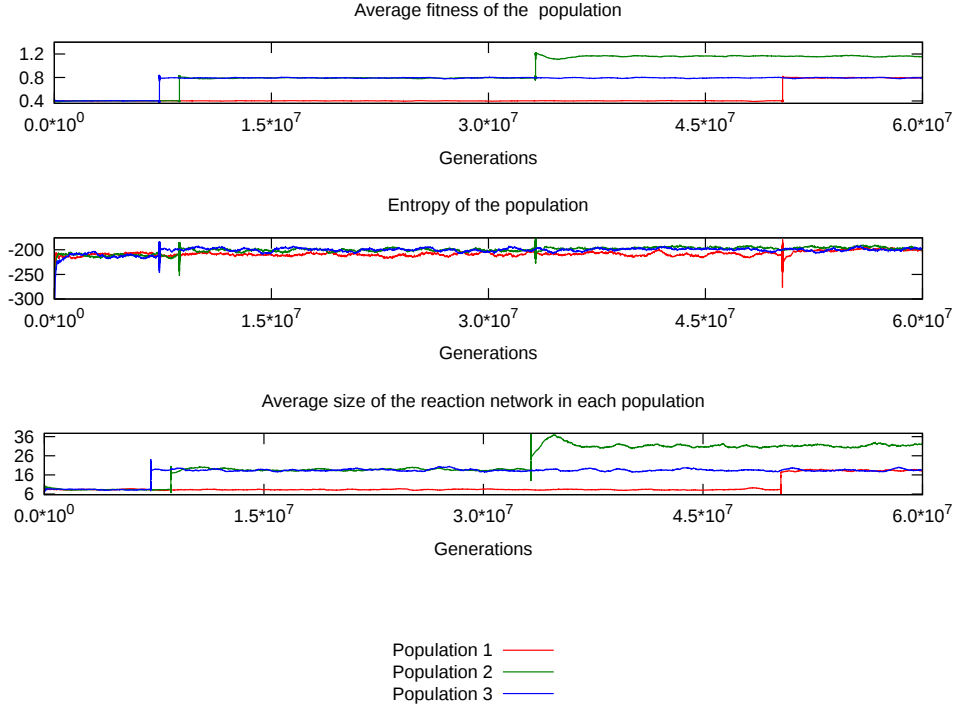 Average fitness of the  population
1.2
0.8
0.4
0.0*10^0 1.5*10^7 3.0*10^7 4.5*10^7 6.0*10^7
Generations
Entropy of the population
-200
-250
-300
0.0*10^0 1.5*10^7 3.0*10^7 4.5*10^7 6.0*10^7
Generations
Average size of the reaction network in each population
36
26
16
6
0.0*10^0 1.5*10^7 3.0*10^7 4.5*10^7 6.0*10^7
Generations
Population 1
Population 2
Population 3